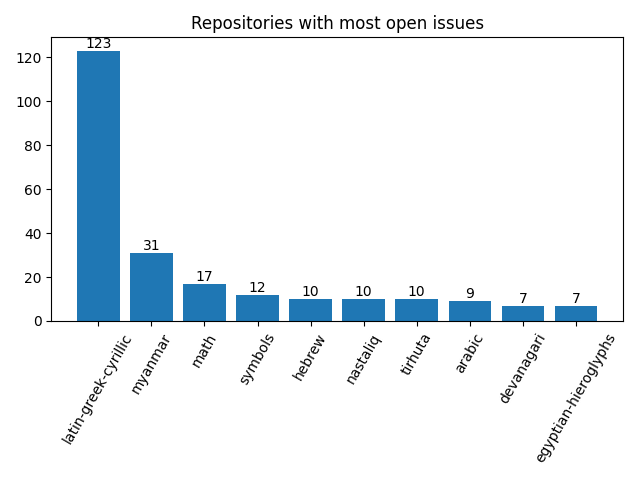 Repositories with most open issues
123
31
17
12
10
10
10
9
7
7
120
100
80
60
40
20
0
latin-greek-cyrillic
myanmar
math
symbols
hebrew
nastaliq
tirhuta
arabic
devanagari
egyptian-hieroglyphs